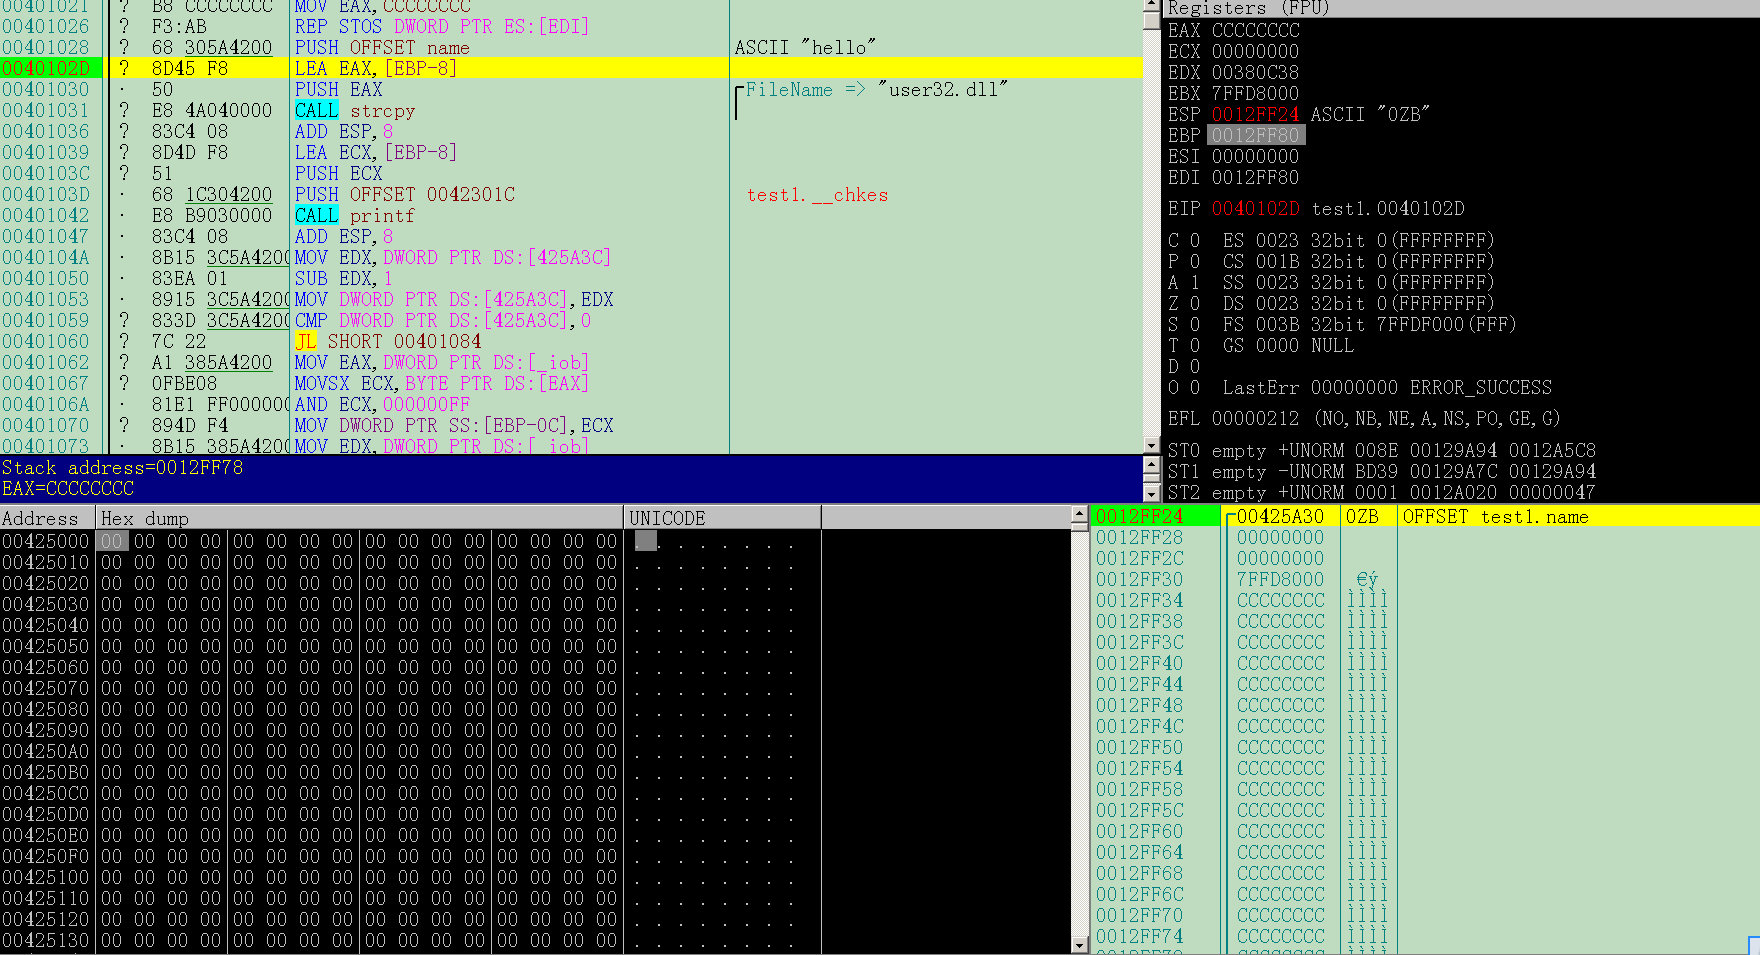 00401021 ? B8 CCCCCCCC MOV EAX,CCCCCCCC
00401026 ? F3:AB REP STOS DWORD PTR ES:[EDI]
00401028 ? 68 305A4200 PUSH OFFSET name ASCII "hello"
0040102D ? 8D45 F8 LEA EAX,[EBP-8]
00401030 · 50 PUSH EAX FileName => "user32.dll"
00401031 ? E8 4A040000 CALL strcpy
00401036 ? 83C4 08 ADD ESP,8
00401039 ? 8D4D F8 LEA ECX,[EBP-8]
0040103C ? 51 PUSH ECX
0040103D · 68 1C304200 PUSH OFFSET 0042301C test1.__chkes
00401042 · E8 B9030000 CALL printf
00401047 · 83C4 08 ADD ESP,8
0040104A · 8B15 3C5A4200 MOV EDX,DWORD PTR DS:[425A3C]
00401050 · 83EA 01 SUB EDX,1
00401053 · 8915 3C5A4200 MOV DWORD PTR DS:[425A3C],EDX
00401059 ? 833D 3C5A4200 CMP DWORD PTR DS:[425A3C],0
00401060 ? 7C 22 JL SHORT 00401084
00401062 ? A1 385A4200 MOV EAX,DWORD PTR DS:[_iob]
00401067 ? 0FBE08 MOVSX ECX,BYTE PTR DS:[EAX]
0040106A · 81E1 FF000000 AND ECX,000000FF
00401070 ? 894D F4 MOV DWORD PTR SS:[EBP-0C],ECX
00401073 · 8B15 385A4200 MOV EDX,DWORD PTR DS:[_iob]
Stack address=0012FF78
EAX=CCCCCCCC
Registers (FPU)
EAX CCCCCCCC
ECX 00000000
EDX 00380C38
EBX 7FFD8000
ESP 0012FF24 ASCII "0ZB"
EBP 0012FF80
ESI 00000000
EDI 0012FF80
EIP 0040102D test1.0040102D
C 0 ES 0023 32bit 0(FFFFFFFF)
P 0 CS 001B 32bit 0(FFFFFFFF)
A 1 SS 0023 32bit 0(FFFFFFFF)
Z 0 DS 0023 32bit 0(FFFFFFFF)
S 0 FS 003B 32bit 7FFDF000(FFF)
T 0 GS 0000 NULL
D 0
O 0 LastErr 00000000 ERROR_SUCCESS
EFL 00000212 (NO,NB,NE,A,NS,PO,GE,G)
ST0 empty +UNORM 008E 00129A94 0012A5C8
ST1 empty -UNORM BD39 00129A7C 00129A94
ST2 empty +UNORM 0001 0012A020 00000047
Address Hex dump UNICODE
00425000 00 00 00 00 00 00 00 00 00 00 00 00 00 00 00 00 . . . . . . . .
00425010 00 00 00 00 00 00 00 00 00 00 00 00 00 00 00 00 . . . . . . . .
00425020 00 00 00 00 00 00 00 00 00 00 00 00 00 00 00 00 . . . . . . . .
00425030 00 00 00 00 00 00 00 00 00 00 00 00 00 00 00 00 . . . . . . . .
00425040 00 00 00 00 00 00 00 00 00 00 00 00 00 00 00 00 . . . . . . . .
00425050 00 00 00 00 00 00 00 00 00 00 00 00 00 00 00 00 . . . . . . . .
00425060 00 00 00 00 00 00 00 00 00 00 00 00 00 00 00 00 . . . . . . . .
00425070 00 00 00 00 00 00 00 00 00 00 00 00 00 00 00 00 . . . . . . . .
00425080 00 00 00 00 00 00 00 00 00 00 00 00 00 00 00 00 . . . . . . . .
00425090 00 00 00 00 00 00 00 00 00 00 00 00 00 00 00 00 . . . . . . . .
004250A0 00 00 00 00 00 00 00 00 00 00 00 00 00 00 00 00 . . . . . . . .
004250B0 00 00 00 00 00 00 00 00 00 00 00 00 00 00 00 00 . . . . . . . .
004250C0 00 00 00 00 00 00 00 00 00 00 00 00 00 00 00 00 . . . . . . . .
004250D0 00 00 00 00 00 00 00 00 00 00 00 00 00 00 00 00 . . . . . . . .
004250E0 00 00 00 00 00 00 00 00 00 00 00 00 00 00 00 00 . . . . . . . .
004250F0 00 00 00 00 00 00 00 00 00 00 00 00 00 00 00 00 . . . . . . . .
00425100 00 00 00 00 00 00 00 00 00 00 00 00 00 00 00 00 . . . . . . . .
00425110 00 00 00 00 00 00 00 00 00 00 00 00 00 00 00 00 . . . . . . . .
00425120 00 00 00 00 00 00 00 00 00 00 00 00 00 00 00 00 . . . . . . . .
00425130 00 00 00 00 00 00 00 00 00 00 00 00 00 00 00 00 . . . . . . . .
0012FF24 00425A30 0ZB OFFSET test1.name
0012FF28 00000000
0012FF2C 00000000
0012FF30 7FFD8000 €ý
0012FF34 CCCCCCCC ÌÌÌÌ
0012FF38 CCCCCCCC ÌÌÌÌ
0012FF3C CCCCCCCC ÌÌÌÌ
0012FF40 CCCCCCCC ÌÌÌÌ
0012FF44 CCCCCCCC ÌÌÌÌ
0012FF48 CCCCCCCC ÌÌÌÌ
0012FF4C CCCCCCCC ÌÌÌÌ
0012FF50 CCCCCCCC ÌÌÌÌ
0012FF54 CCCCCCCC ÌÌÌÌ
0012FF58 CCCCCCCC ÌÌÌÌ
0012FF5C CCCCCCCC ÌÌÌÌ
0012FF60 CCCCCCCC ÌÌÌÌ
0012FF64 CCCCCCCC ÌÌÌÌ
0012FF68 CCCCCCCC ÌÌÌÌ
0012FF6C CCCCCCCC ÌÌÌÌ
0012FF70 CCCCCCCC ÌÌÌÌ
0012FF74 CCCCCCCC ÌÌÌÌ